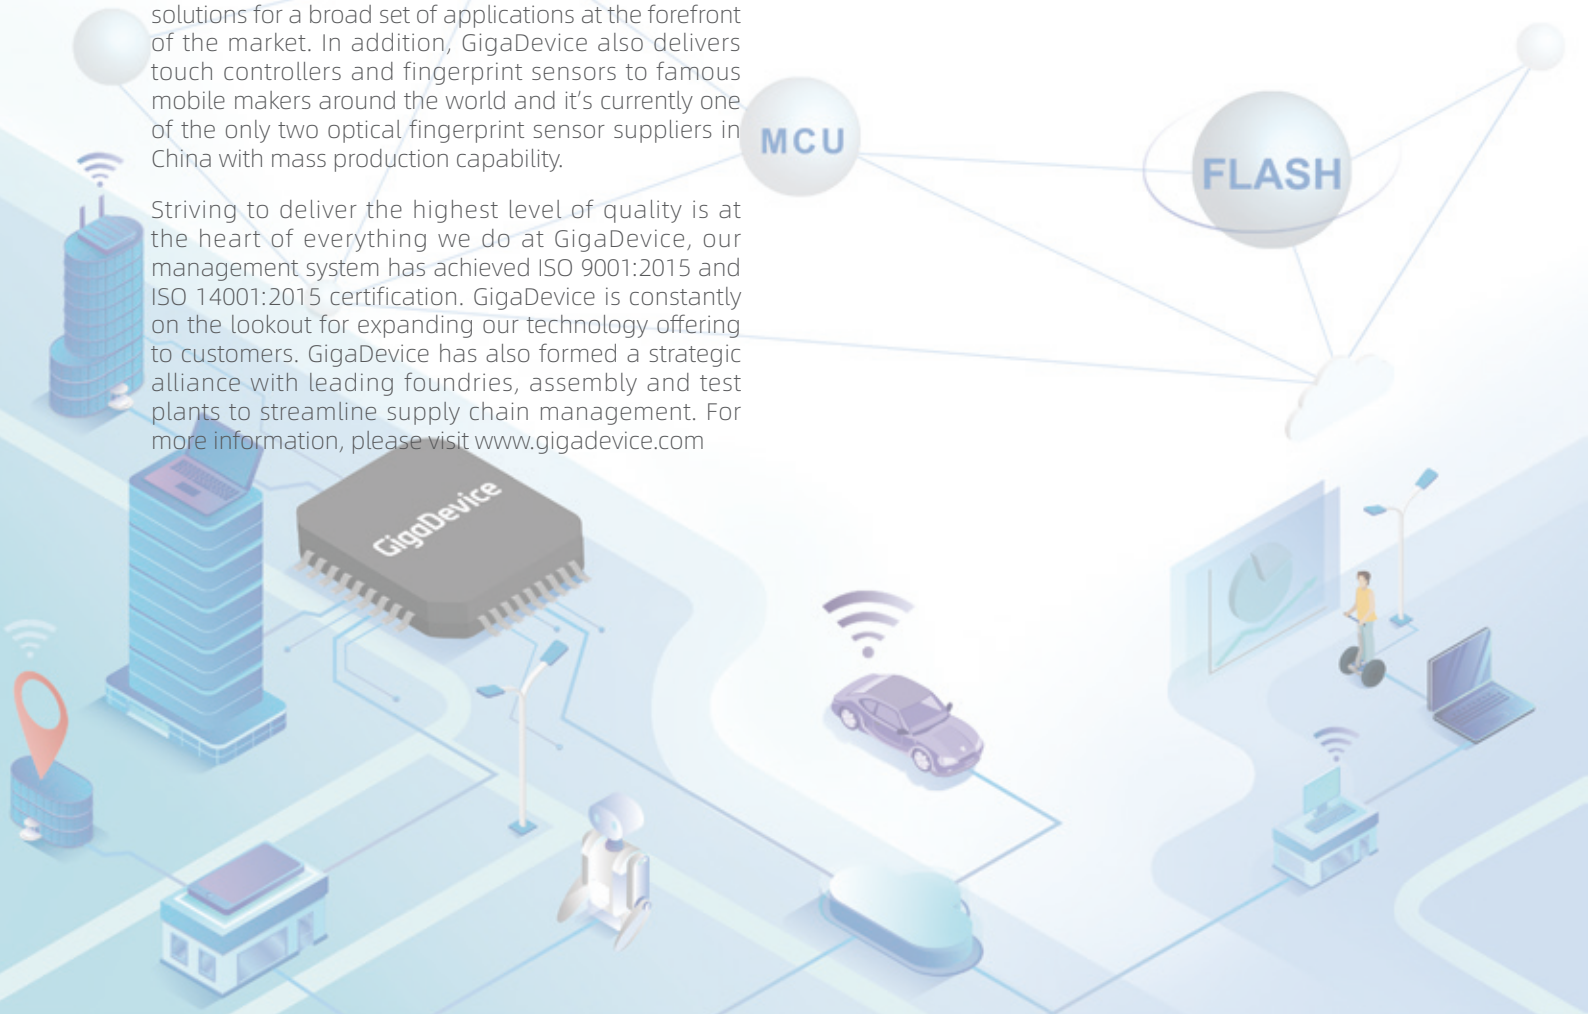 solutions for a broad set of applications at the forefront
of the market. In addition, GigaDevice also delivers
touch controllers and fingerprint sensors to famous
mobile makers around the world and it's currently one
of the only two optical fingerprint sensor suppliers in
China with mass production capability.
Striving to deliver the highest level of quality is at
the heart of everything we do at GigaDevice, our
management system has achieved ISO 9001:2015 and
ISO 14001:2015 certification. GigaDevice is constantly
on the lookout for expanding our technology offering
to customers. GigaDevice has also formed a strategic
alliance with leading foundries, assembly and test
plants to streamline supply chain management. For
more information, please visit www.gigadevice.com
MCU
FLASH
GigaDevice